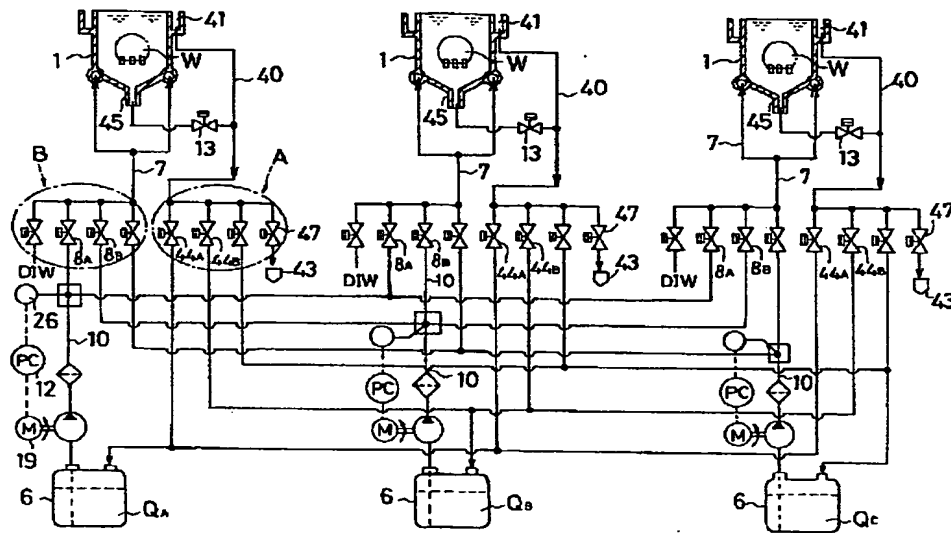 41 41 41
1 W 1 W 1 W
40 40 40
45 13 45 13 45 13
B 7 A 7 7 7
47 47 47
8A 8B 44A 44B 8A 8B 44A 44B 8A 8B 44A 44B
DIW 43 DIW 10 43 DIW 43
26
10 10 10
PC 12 PC PC
M M M
19
6 QA 6 QB 6 QC